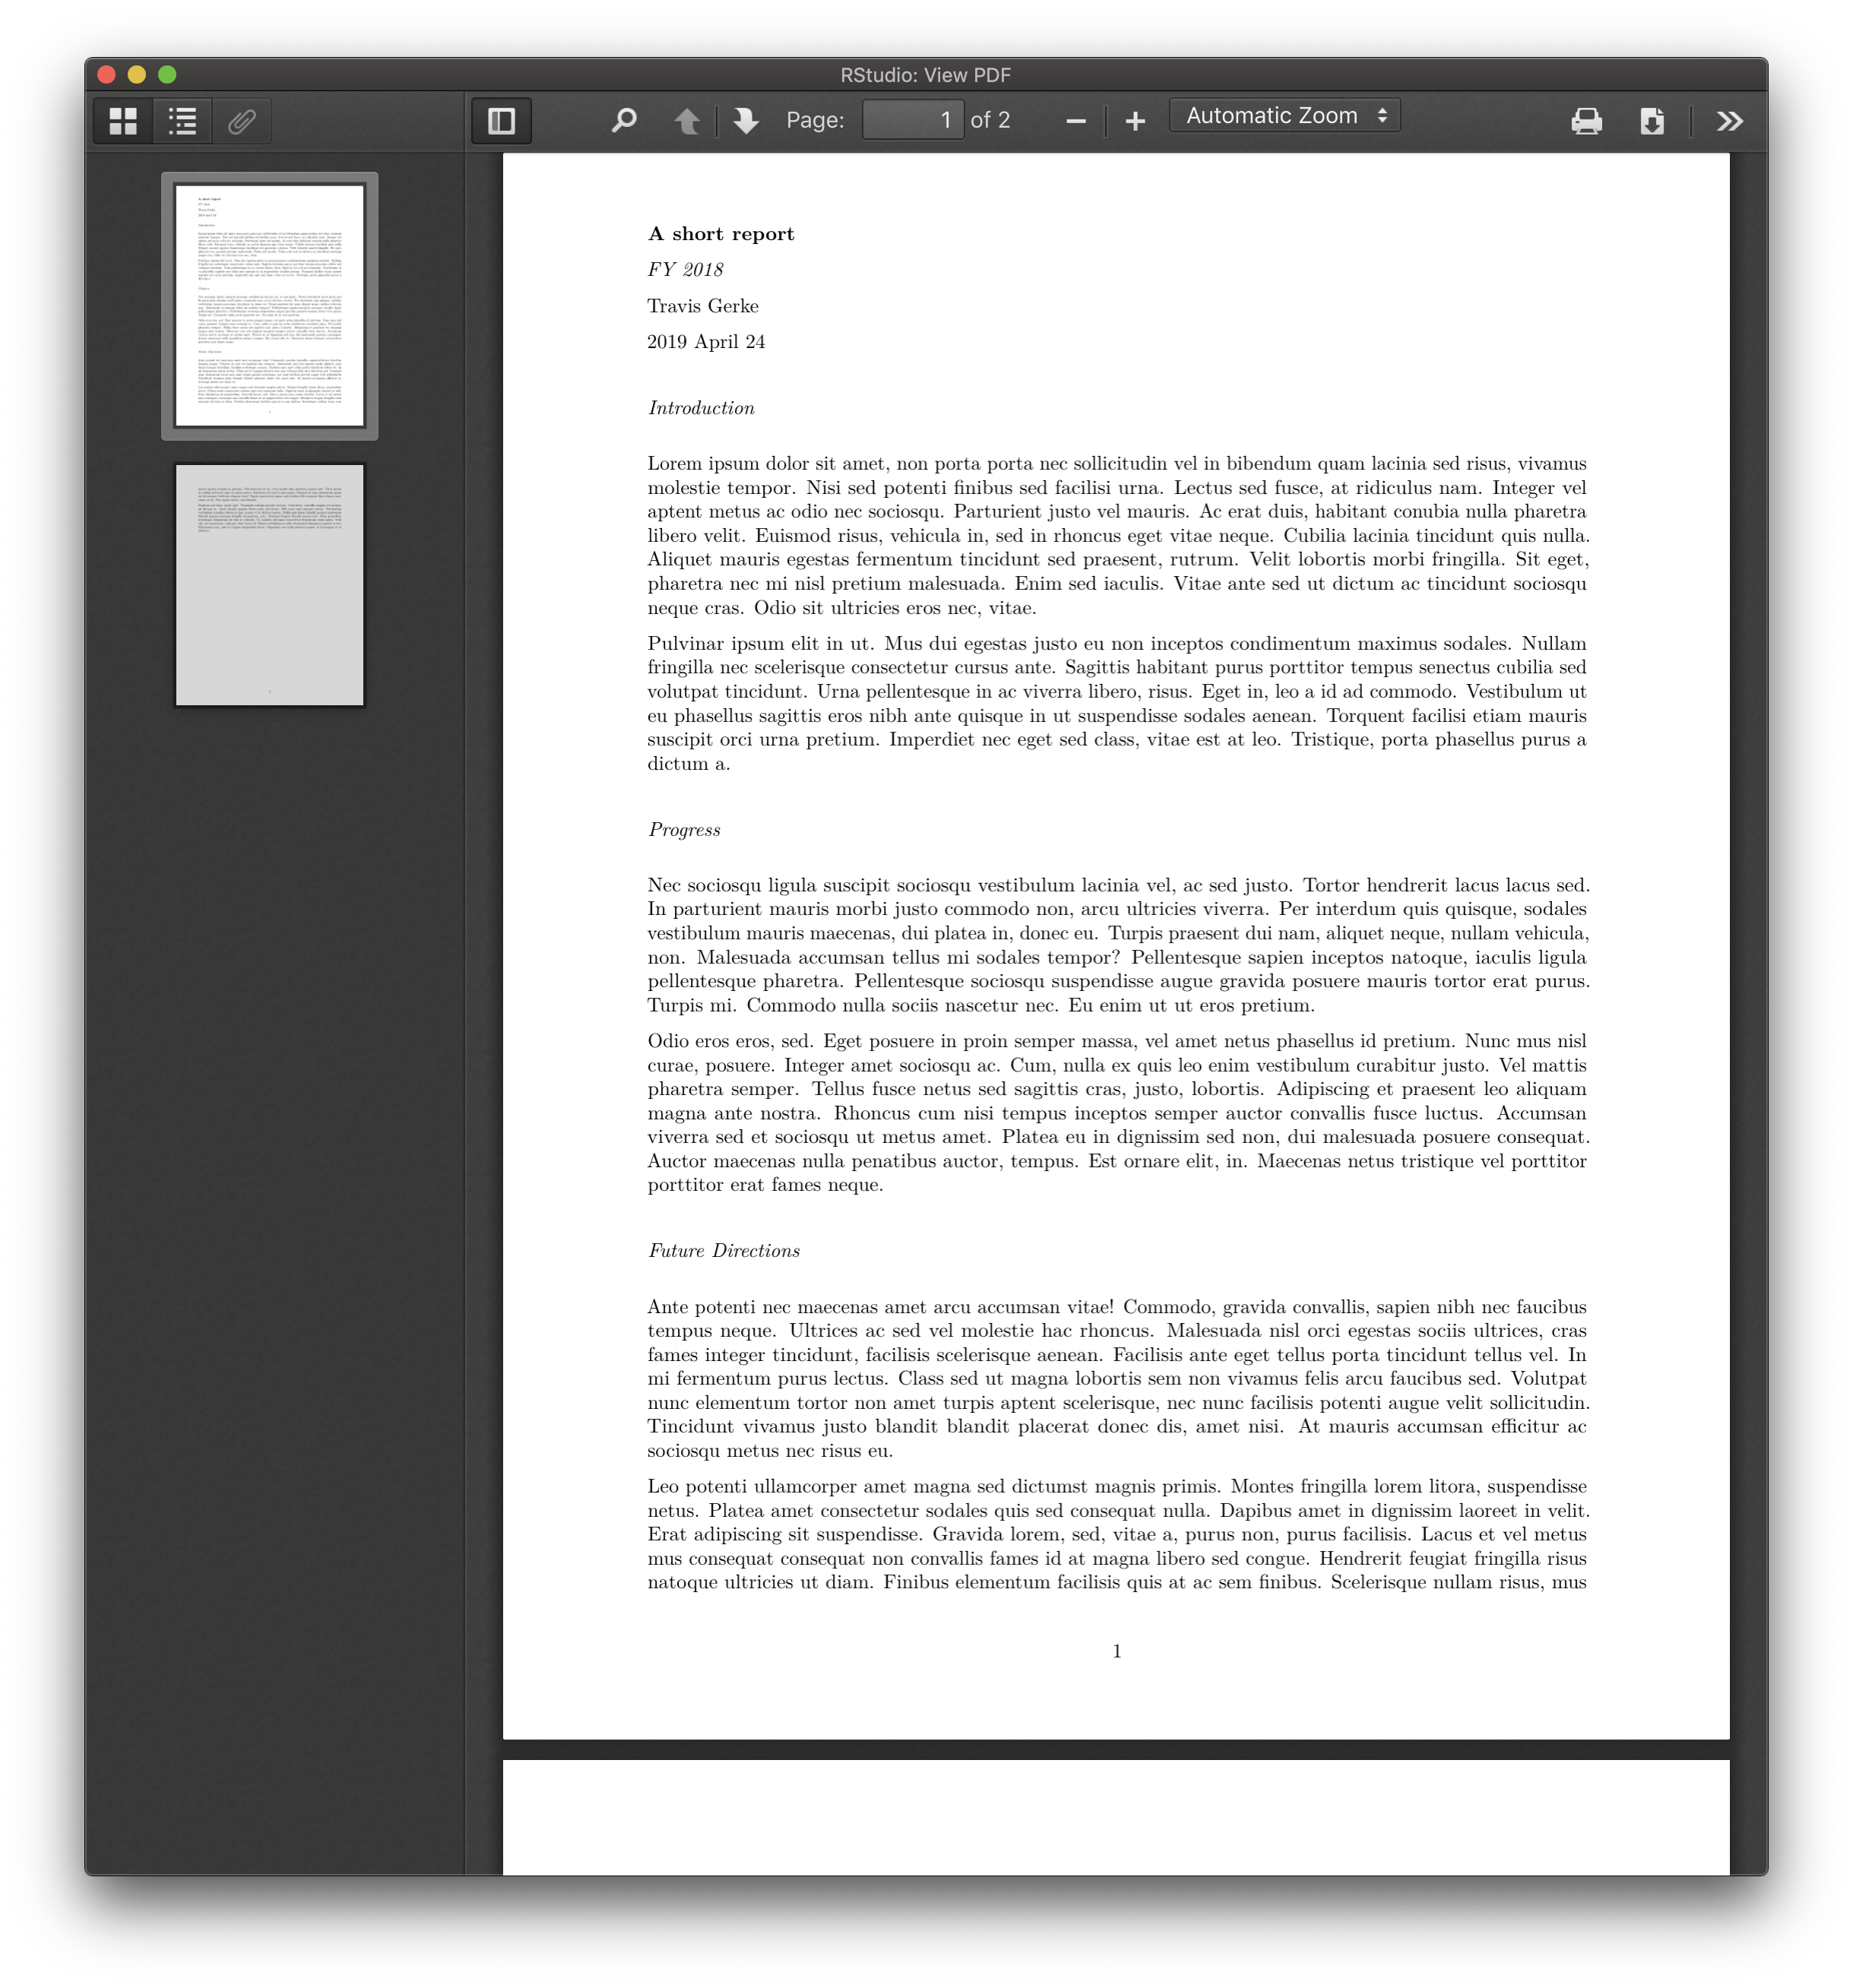 RStudio: View PDF
Page: 1 of 2
Automatic Zoom
A short report
FY 2018
Travis Gerke
2019 April 24
Introduction
Lorem ipsum dolor sit amet, non porta porta nec sollicitudin vel in bibendum quam lacinia sed risus, vivamus
molestie tempor. Nisi sed potenti finibus sed facilisi urna. Lectus sed fusce, at ridiculus nam. Integer vel
aptent metus ac odio nec sociosqu. Parturient justo vel mauris. Ac erat duis, habitant conubia nulla pharetra
libero velit. Euismod risus, vehicula in, sed in rhoncus eget vitae neque. Cubilia lacinia tincidunt quis nulla.
Aliquet mauris egestas fermentum tincidunt sed praesent, rutrum. Velit lobortis morbi fringilla. Sit eget,
pharetra nec mi nisl pretium malesuada. Enim sed iaculis. Vitae ante sed ut dictum ac tincidunt sociosqu
neque cras. Odio sit ultricies eros nec, vitae.
Pulvinar ipsum elit in ut. Mus dui egestas justo eu non inceptos condimentum maximus sodales. Nullam
fringilla nec scelerisque consectetur cursus ante. Sagittis habitant purus porttitor tempus senectus cubilia sed
volutpat tincidunt. Urna pellentesque in ac viverra libero, risus. Eget in, leo a id ad commodo. Vestibulum ut
eu phasellus sagittis eros nibh ante quisque in ut suspendisse sodales aenean. Torquent facilisi etiam mauris
suscipit orci urna pretium. Imperdiet nec eget sed class, vitae est at leo. Tristique, porta phasellus purus a
dictum a.
Progress
Nec sociosqu ligula suscipit sociosqu vestibulum lacinia vel, ac sed justo. Tortor hendrerit lacus lacus sed.
In parturient mauris morbi justo commodo non, arcu ultricies viverra. Per interdum quis quisque, sodales
vestibulum mauris maecenas, dui platea in, donec eu. Turpis praesent dui nam, aliquet neque, nullam vehicula,
non. Malesuada accumsan tellus mi sodales tempor? Pellentesque sapien inceptos natoque, iaculis ligula
pellentesque pharetra. Pellentesque sociosqu suspendisse augue gravida posuere mauris tortor erat purus.
Turpis mi. Commodo nulla sociis nascetur nec. Eu enim ut ut eros pretium.
Odio eros eros, sed. Eget posuere in proin semper massa, vel amet netus phasellus id pretium. Nunc mus nisl
curae, posuere. Integer amet sociosqu ac. Cum, nulla ex quis leo enim vestibulum curabitur justo. Vel mattis
pharetra semper. Tellus fusce netus sed sagittis cras, justo, lobortis. Adipiscing et praesent leo aliquam
magna ante nostra. Rhoncus cum nisi tempus inceptos semper auctor convallis fusce luctus. Accumsan
viverra sed et sociosqu ut metus amet. Platea eu in dignissim sed non, dui malesuada posuere consequat.
Auctor maecenas nulla penatibus auctor, tempus. Est ornare elit, in. Maecenas netus tristique vel porttitor
porttitor erat fames neque.
Future Directions
Ante potenti nec maecenas amet arcu accumsan vitae! Commodo, gravida convallis, sapien nibh nec faucibus
tempus neque. Ultrices ac sed vel molestie hac rhoncus. Malesuada nisl orci egestas sociis ultrices, cras
fames integer tincidunt, facilisis scelerisque aenean. Facilisis ante eget tellus porta tincidunt tellus vel. In
mi fermentum purus lectus. Class sed ut magna lobortis sem non vivamus felis arcu faucibus sed. Volutpat
nunc elementum tortor non amet turpis aptent scelerisque, nec nunc facilisis potenti augue velit sollicitudin.
Tincidunt vivamus justo blandit blandit placerat donec dis, amet nisi. At mauris accumsan efficitur ac
sociosqu metus nec risus eu.
Leo potenti ullamcorper amet magna sed dictumst magnis primis. Montes fringilla lorem litora, suspendisse
netus. Platea amet consectetur sodales quis sed consequat nulla. Dapibus amet in dignissim laoreet in velit.
Erat adipiscing sit suspendisse. Gravida lorem, sed, vitae a, purus non, purus facilisis. Lacus et vel metus
mus consequat consequat non convallis fames id at magna libero sed congue. Hendrerit feugiat fringilla risus
natoque ultricies ut diam. Finibus elementum facilisis quis at ac sem finibus. Scelerisque nullam risus, mus
1